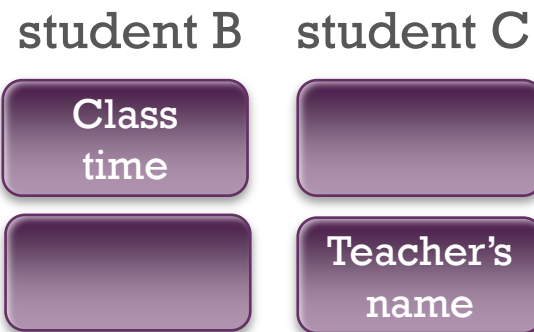 student B student C
Class
time
Teacher's
name